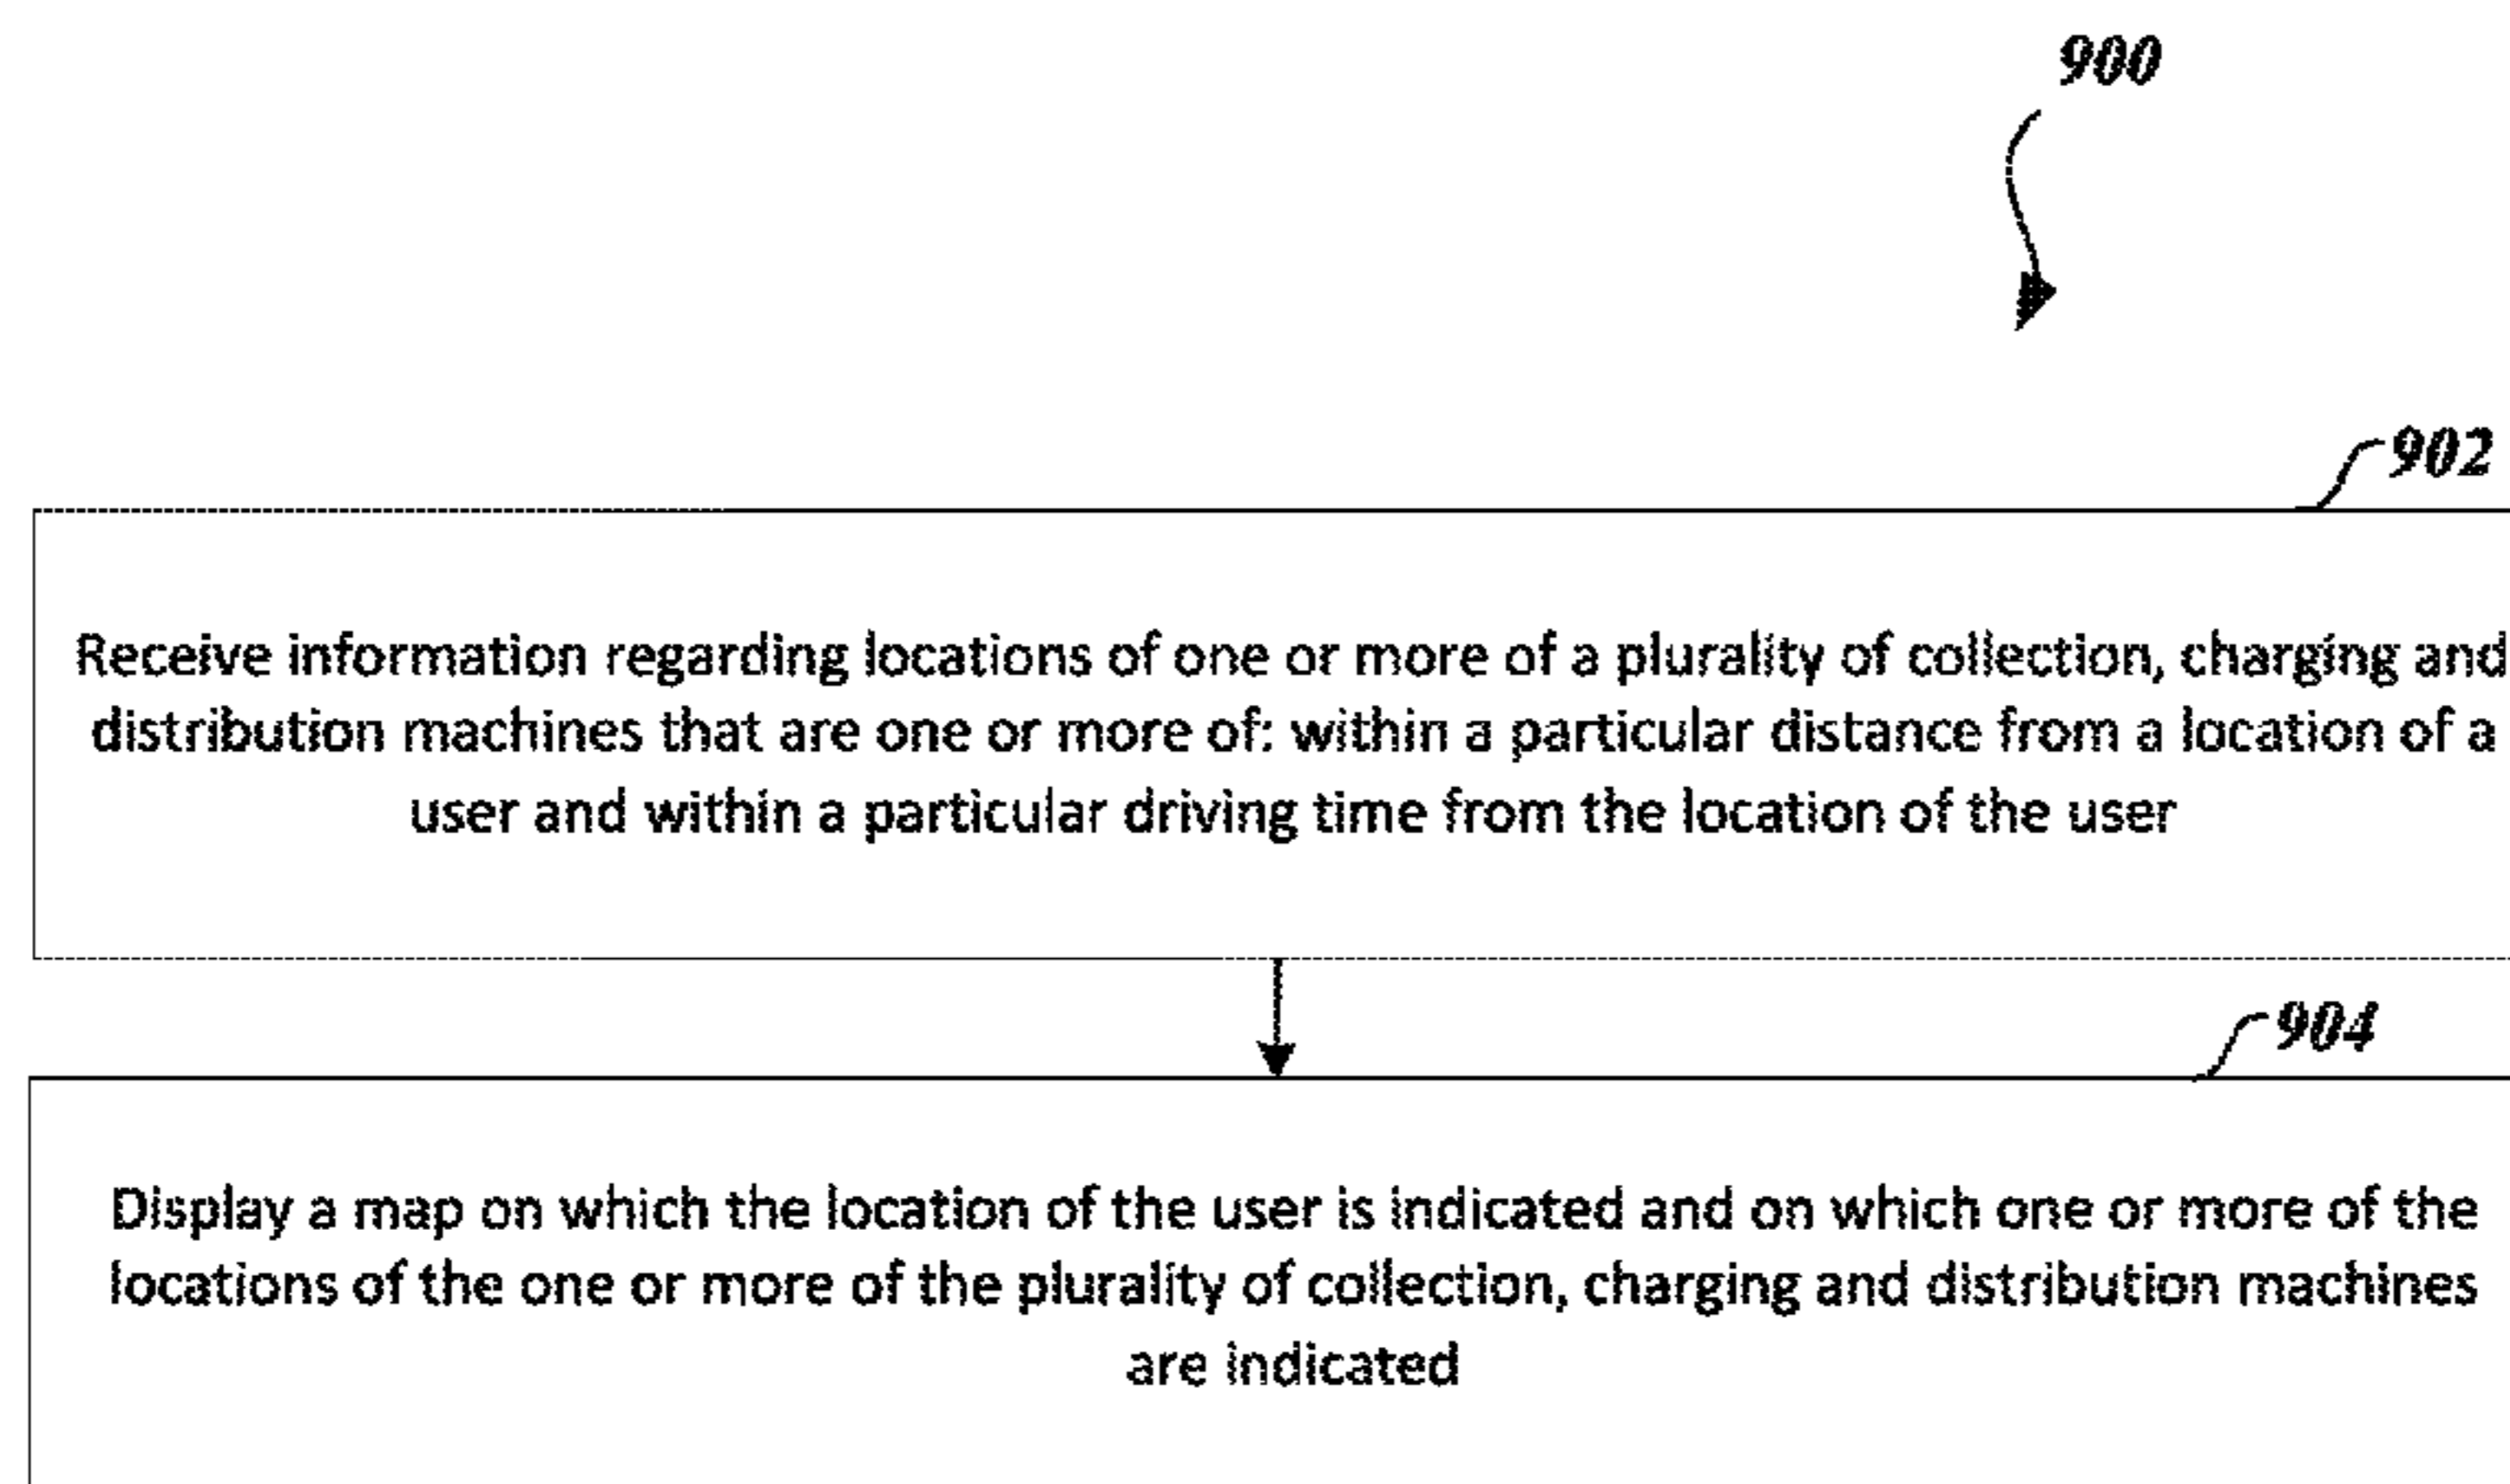 900
902
Receive information regarding locations of one or more of a plurality of collection, charging and
distribution machines that are one or more of: within a particular distance from a location of a
user and within a particular driving time from the location of the user
904
Display a map on which the location of the user is indicated and on which one or more of the
locations of the one or more of the plurality of collection, charging and distribution machines
are indicated